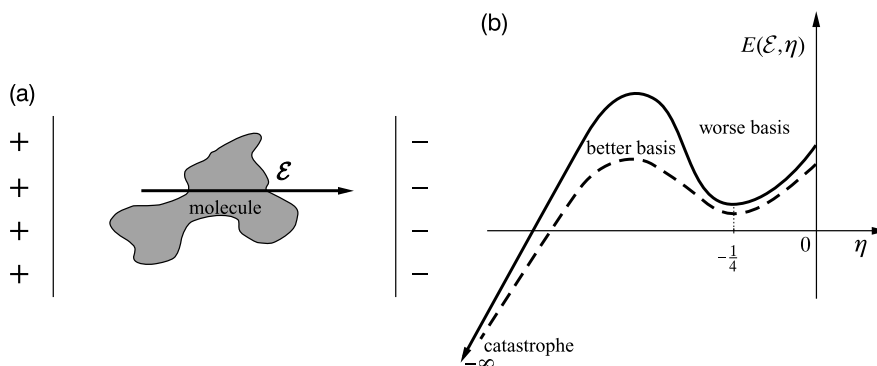 (a)
+
+
+
+
ℰ
molecule
−
−
−
−
(b)
E(ℰ,η)
worse basis
better basis
−1/4
0
η
catastrophe
−∞